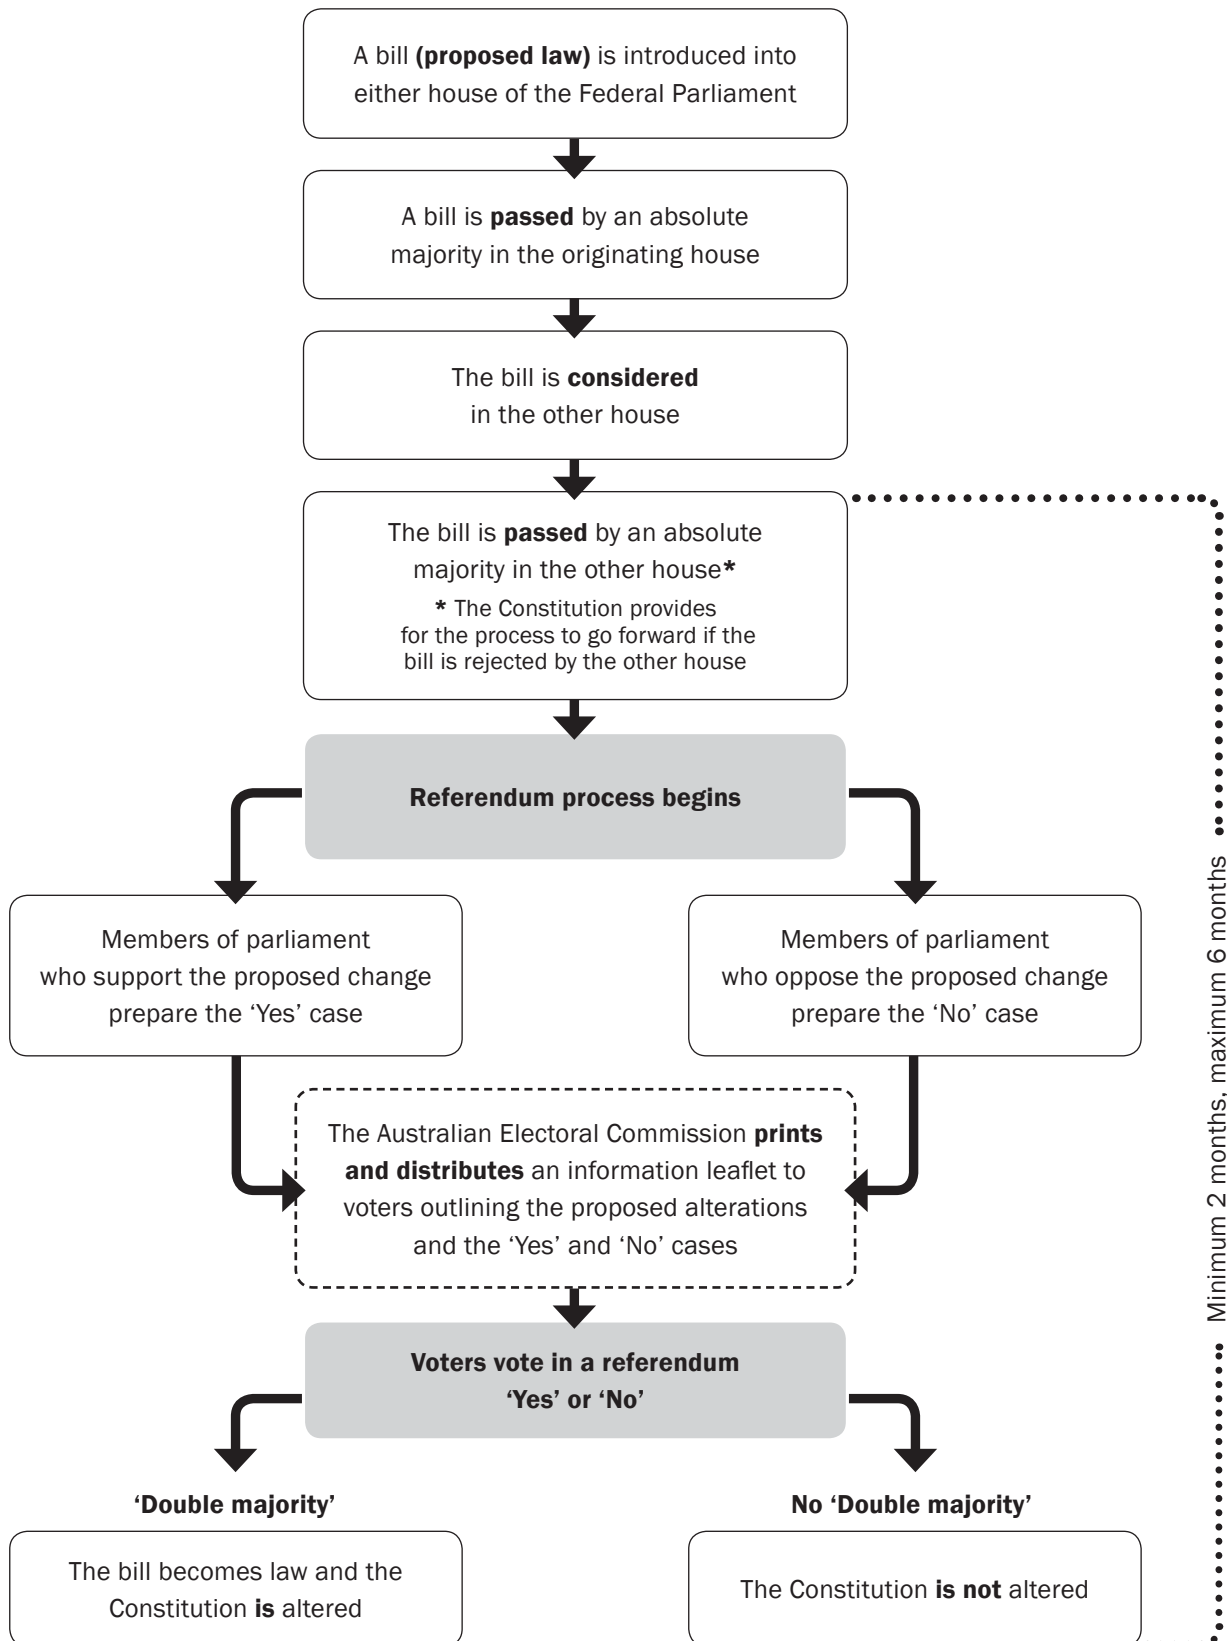 A bill (proposed law) is introduced into
either house of the Federal Parliament
A bill is passed by an absolute
majority in the originating house
The bill is considered
in the other house
The bill is passed by an absolute
majority in the other house*
* The Constitution provides
for the process to go forward if the
bill is rejected by the other house
Referendum process begins
Members of parliament
who support the proposed change
prepare the ‘Yes’ case
Members of parliament
who oppose the proposed change
prepare the ‘No’ case
The Australian Electoral Commission prints
and distributes an information leaflet to
voters outlining the proposed alterations
and the ‘Yes’ and ‘No’ cases
Voters vote in a referendum
‘Yes’ or ‘No’
‘Double majority’
The bill becomes law and the
Constitution is altered
No ‘Double majority’
The Constitution is not altered
Minimum 2 months, maximum 6 months